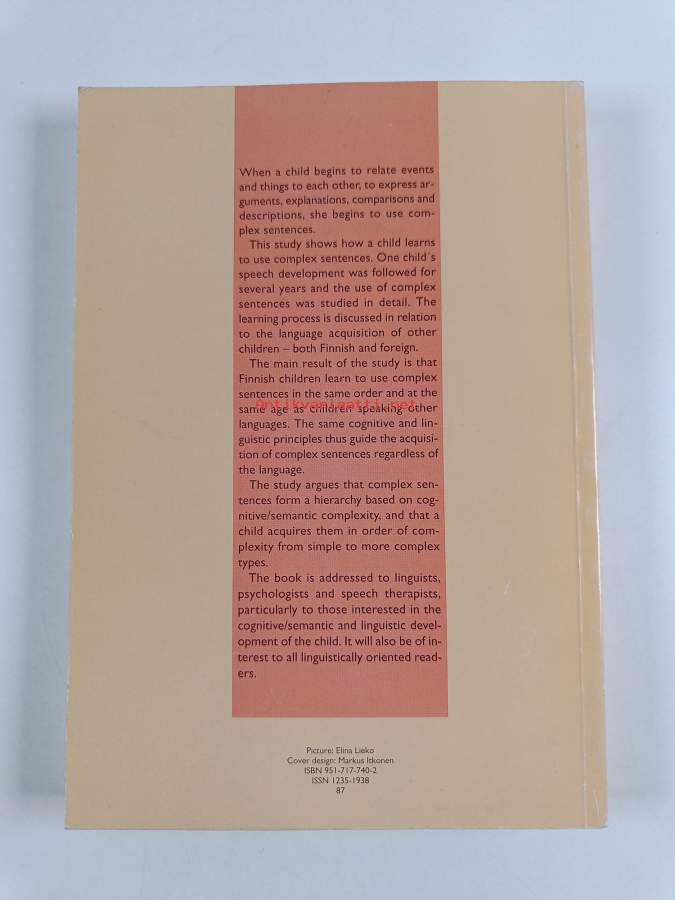 When a child begins to relate events
and things to each other, to express ar-
guments, explanations, comparisons and
descriptions, she begins to use com-
plex sentences.
This study shows how a child learns
to use complex sentences. One child's
speech development was followed for
several years and the use of complex
sentences was studied in detail. The
learning process is discussed in relation
to the language acquisition of other
children – both Finnish and foreign.
The main result of the study is that
Finnish children learn to use complex
sentences in the same order and at the
Antikvariaatti.net
same age as children speaking other
languages. The same cognitive and lin-
guistic principles thus guide the acquisi-
tion of complex sentences regardless of
the language.
The study argues that complex sen-
tences form a hierarchy based on cog-
nitive/semantic complexity, and that a
child acquires them in order of com-
plexity from simple to more complex
types.
The book is addressed to linguists,
psychologists and speech therapists,
particularly to those interested in the
cognitive/semantic and linguistic devel-
opment of the child. It will also be of in-
terest to all linguistically oriented read-
ers.
Picture: Elina Lieko
Cover design: Markus Itkonen
ISBN 951-717-740-2
ISSN 1235-1938
87